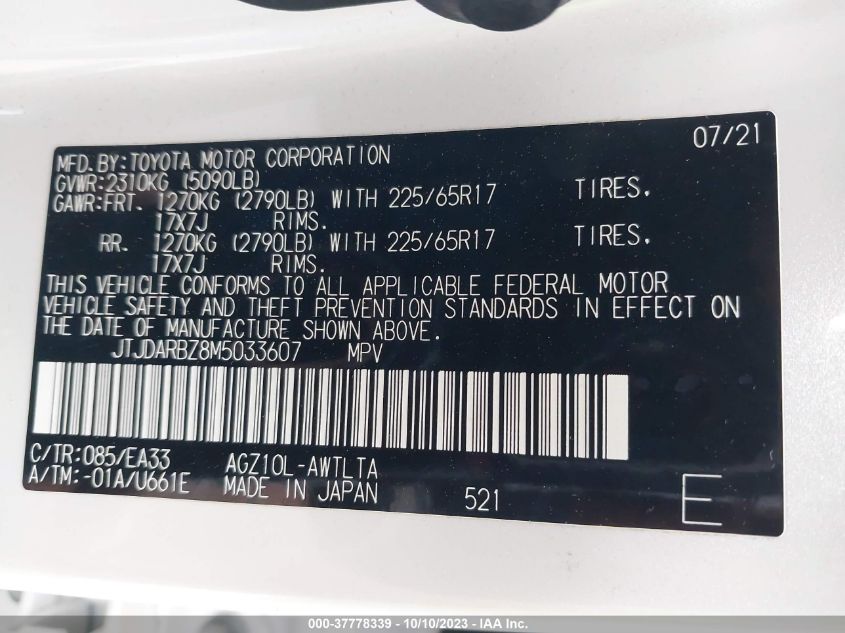 07/21
MFD. BY: TOYOTA MOTOR CORPORATION
GVWR: 2310KG (5090LB)
GAWR: FRT. 1270KG (2790LB) WITH 225/65R17 TIRES.
17X7J RIMS.
RR. 1270KG (2790LB) WITH 225/65R17 TIRES.
17X7J RIMS.
THIS VEHICLE CONFORMS TO ALL APPLICABLE FEDERAL MOTOR
VEHICLE SAFETY AND THEFT PREVENTION STANDARDS IN EFFECT ON
THE DATE OF MANUFACTURE SHOWN ABOVE.
JTJDARBZ8M5033607 MPV
C/TR: 085/EA33 AGZ10L-AWTLTA
A/TM: -01A/U661E MADE IN JAPAN 521 E
000-37778339 - 10/10/2023 - IAA Inc.